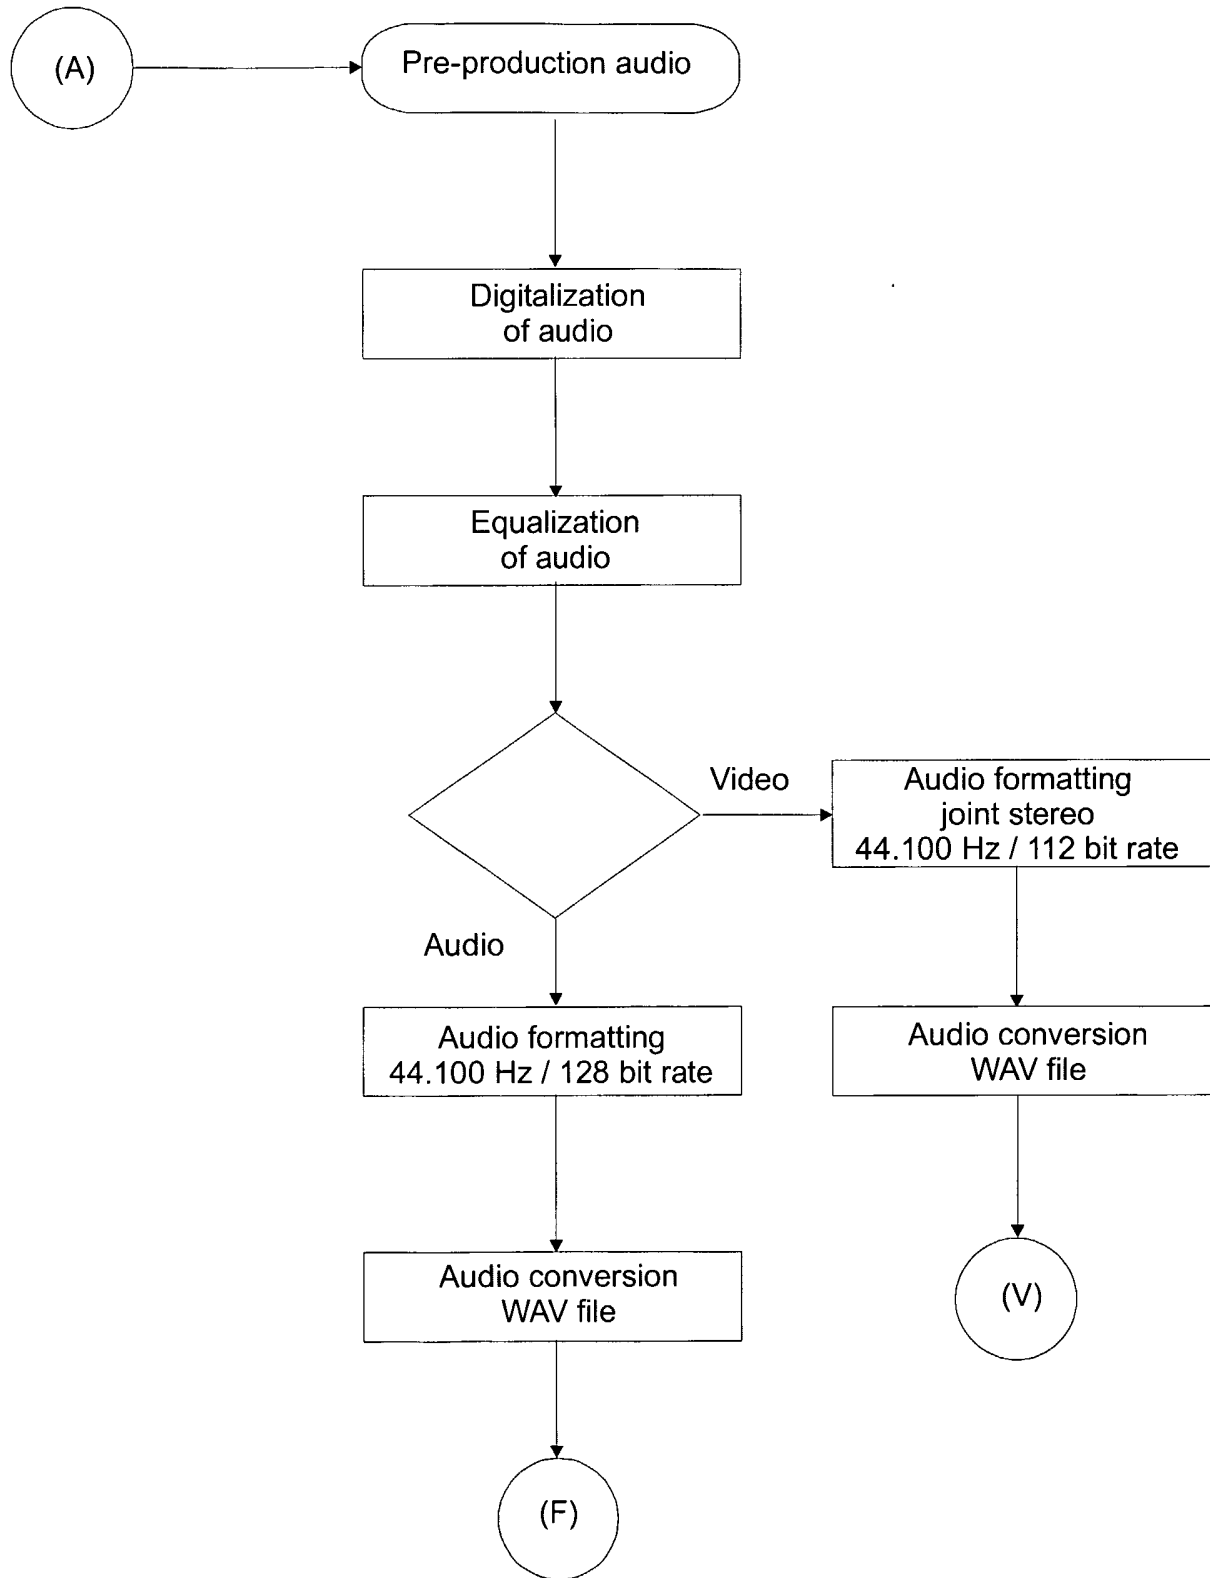 (A)
Pre-production audio
Digitalization
of audio
Equalization
of audio
Video
Audio formatting
joint stereo
44.100 Hz / 112 bit rate
Audio
Audio formatting
44.100 Hz / 128 bit rate
Audio conversion
WAV file
Audio conversion
WAV file
(V)
(F)